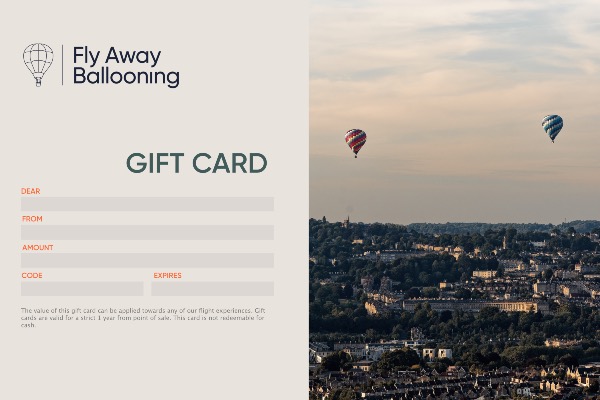 Fly Away
Ballooning
GIFT CARD
DEAR
FROM
AMOUNT
CODE EXPIRES
The value of this gift card can be applied towards any of our flight experiences. Gift
cards are valid for a strict 1 year from point of sale. This card is not redeemable for
cash.